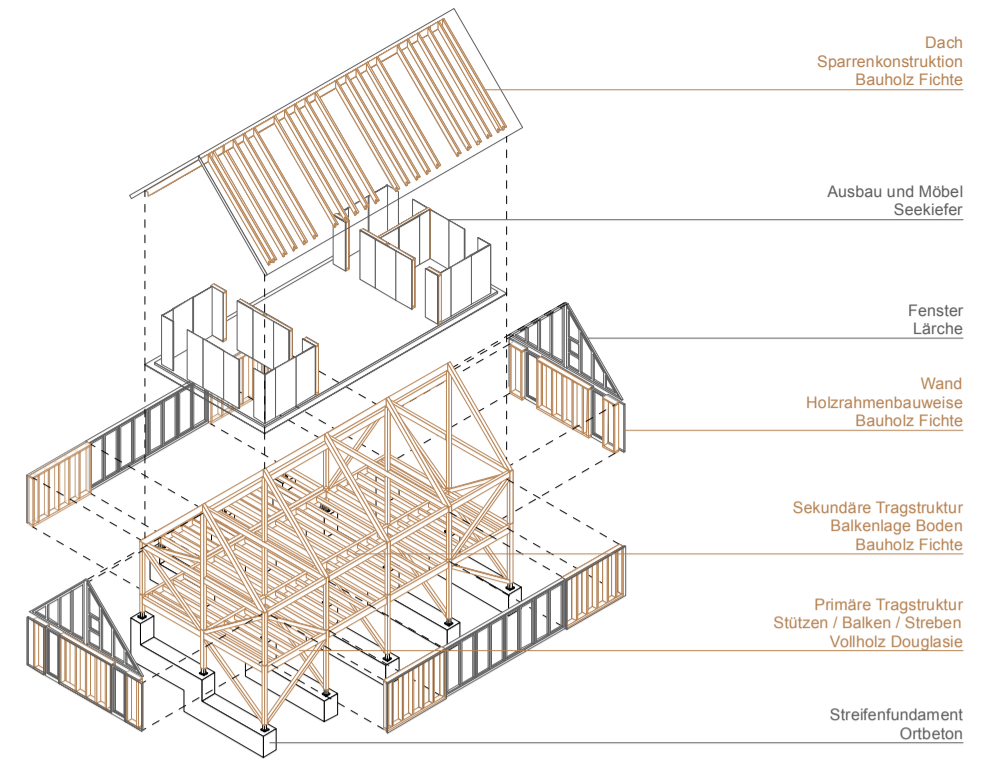 Dach
Sparrenkonstruktion
Bauholz Fichte
Ausbau und Möbel
Seekiefer
Fenster
Lärche
Wand
Holzrahmenbauweise
Bauholz Fichte
Sekundäre Tragstruktur
Balkenlage Boden
Bauholz Fichte
Primäre Tragstruktur
Stützen / Balken / Streben
Vollholz Douglasie
Streifenfundament
Ortbeton